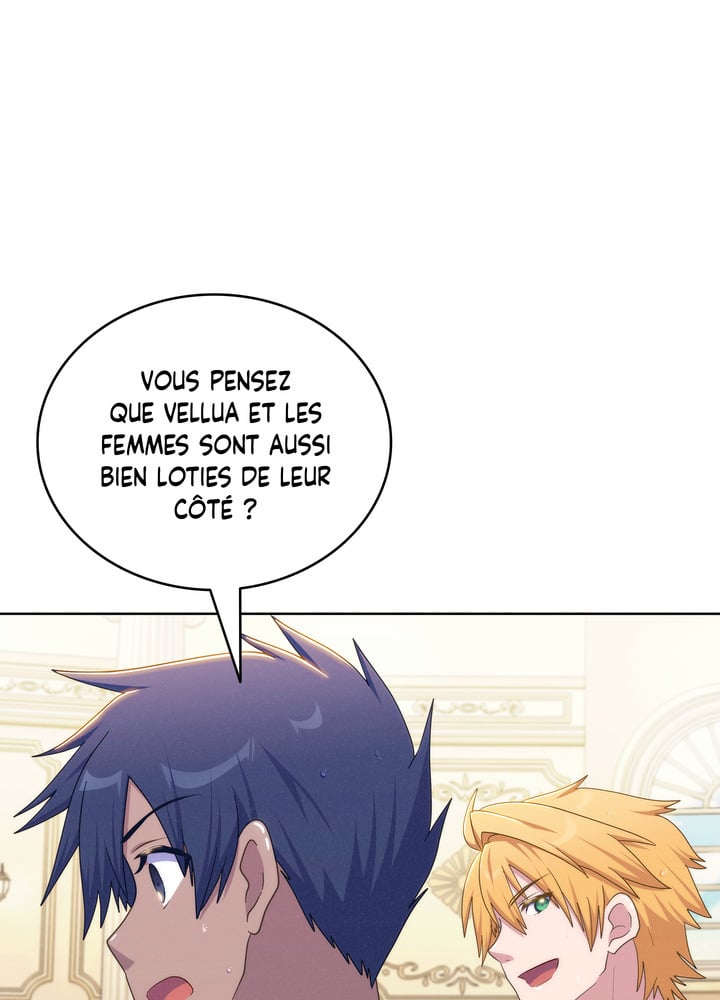 VOUS PENSEZ
QUE VELLUA ET LES
FEMMES SONT AUSSI
BIEN LOTIES DE LEUR
CÔTÉ ?